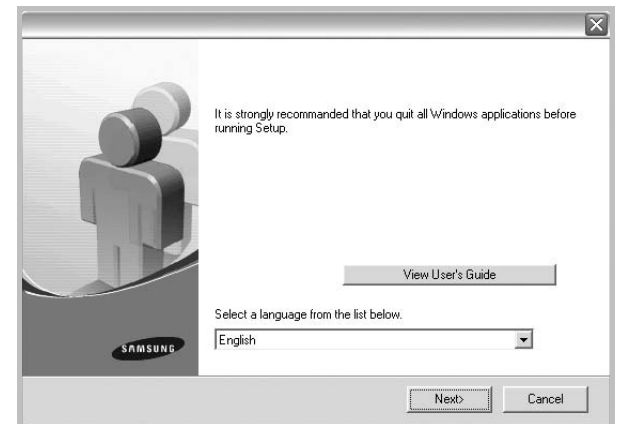 It is strongly recommanded that you quit all Windows applications before
running Setup.
View User's Guide
Select a language from the list below.
English
SAMSUNG
Next>
Cancel